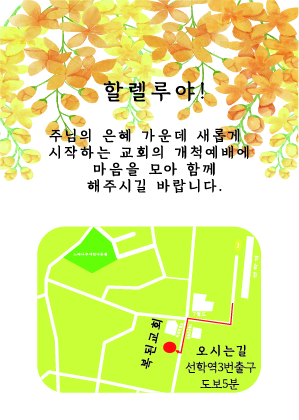 할렐루야!
주님의 은혜 가운데 새롭게
시작하는 교회의 개척예배에
마음을 모아 함께
해주시길 바랍니다.
복된교회
오시는길
선학역3번출구
도보5분